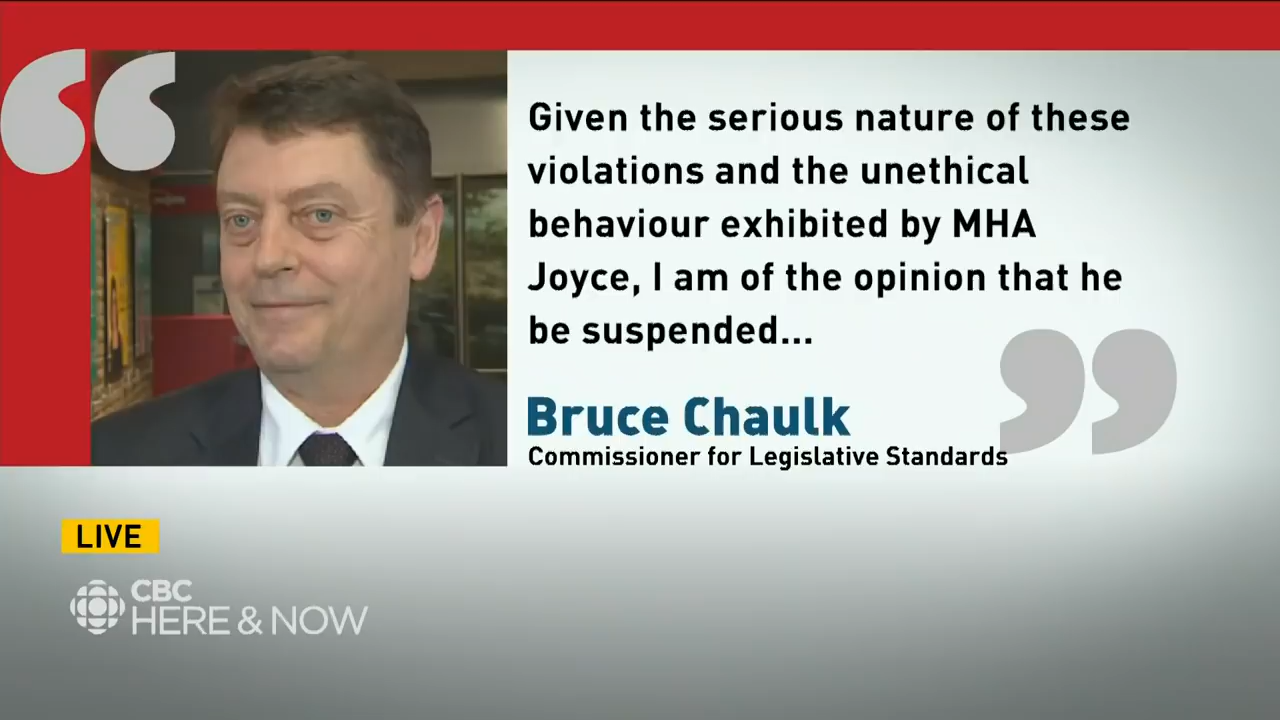 Given the serious nature of these
violations and the unethical
behaviour exhibited by MHA
Joyce, I am of the opinion that he
be suspended...
Bruce Chaulk
Commissioner for Legislative Standards
LIVE
CBC
HERE & NOW